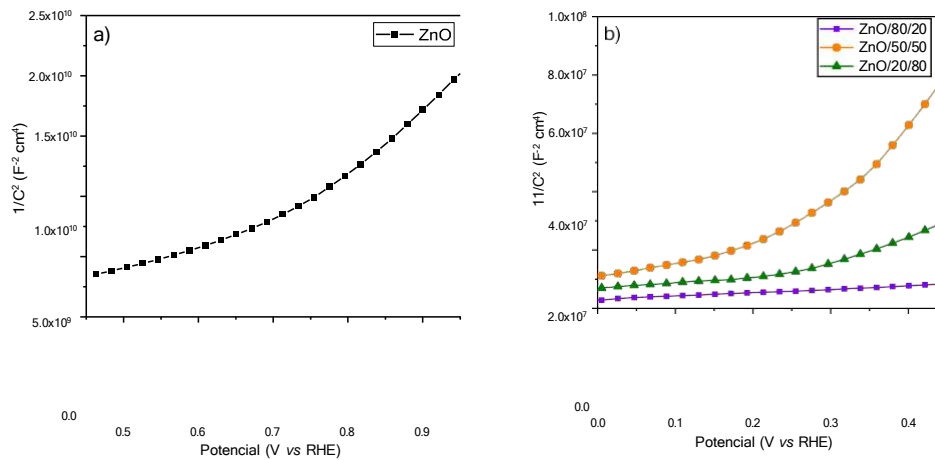 a)
ZnO
2.5x10¹⁰
2.0x10¹⁰
1.5x10¹⁰
1.0x10¹⁰
5.0x10⁹
0.0
1/C² (F⁻² cm⁴)
0.5 0.6 0.7 0.8 0.9
Potencial (V vs RHE)
b)
ZnO/80/20
ZnO/50/50
ZnO/20/80
1.0x10⁸
8.0x10⁷
6.0x10⁷
4.0x10⁷
2.0x10⁷
0.0
11/C² (F⁻² cm⁴)
0.0 0.1 0.2 0.3 0.4
Potencial (V vs RHE)